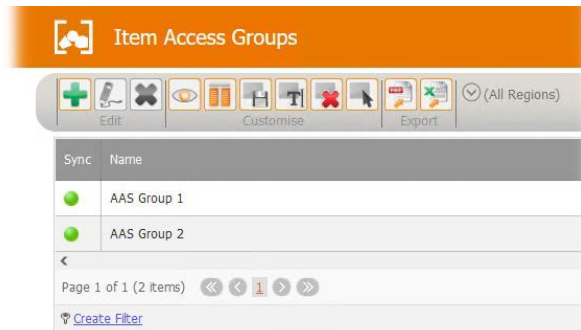 Item Access Groups
Edit Customise Export (All Regions)
Sync Name
AAS Group 1
AAS Group 2
Page 1 of 1 (2 items) 1
Create Filter